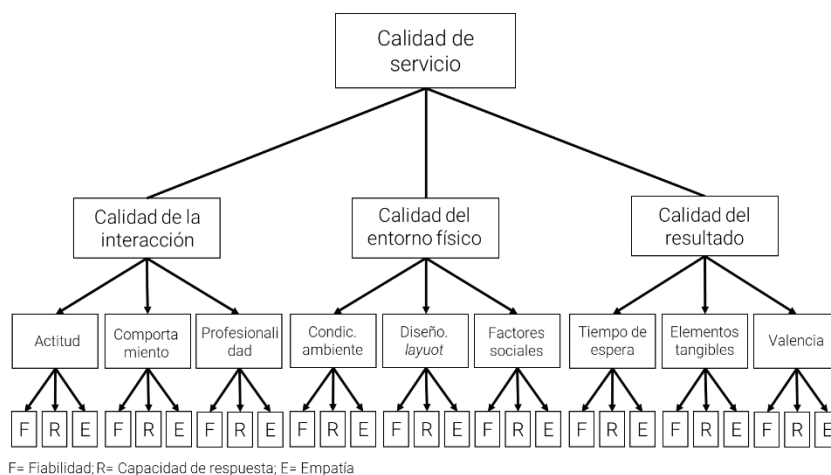 Calidad de
servicio
Calidad de la
interacción
Calidad del
entorno físico
Calidad del
resultado
Actitud
Comporta
miento
Profesionali
dad
Condic.
ambiente
Diseño.
layuot
Factores
sociales
Tiempo de
espera
Elementos
tangibles
Valencia
F R E F R E F R E F R E F R E F R E F R E F R E F R E
F= Fiabilidad; R= Capacidad de respuesta; E= Empatía